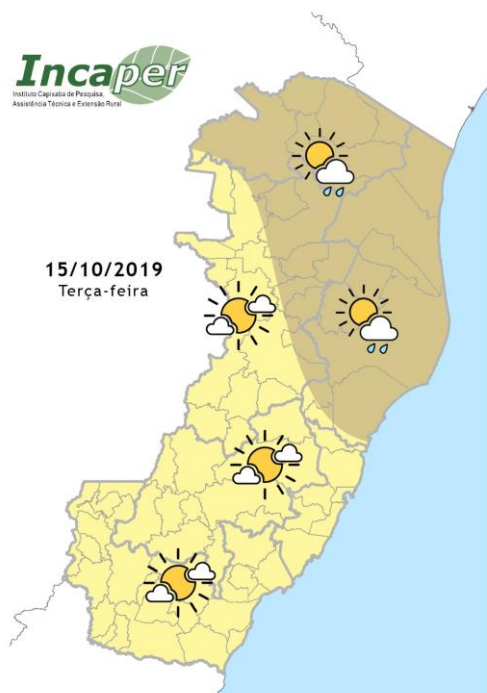 Incaper
Instituto Capixaba de Pesquisa,
Assistência Técnica e Extensão Rural
15/10/2019
Terça-feira